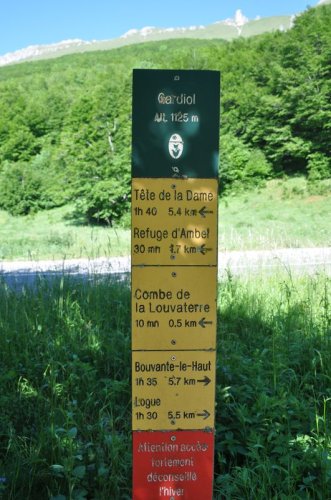 Gardiol
Alt. 1125 m
Tête de la Dame
1h 40 5.4 km
Refuge d'Ambel
30 mn 1.7 km
Combe de
la Louvaterre
10 mn 0.5 km
Bouvante-le-Haut
1h 35 5.7 km
Logue
1h 30 5.5 km
Attention accès
fortement
déconseillé
l'hiver